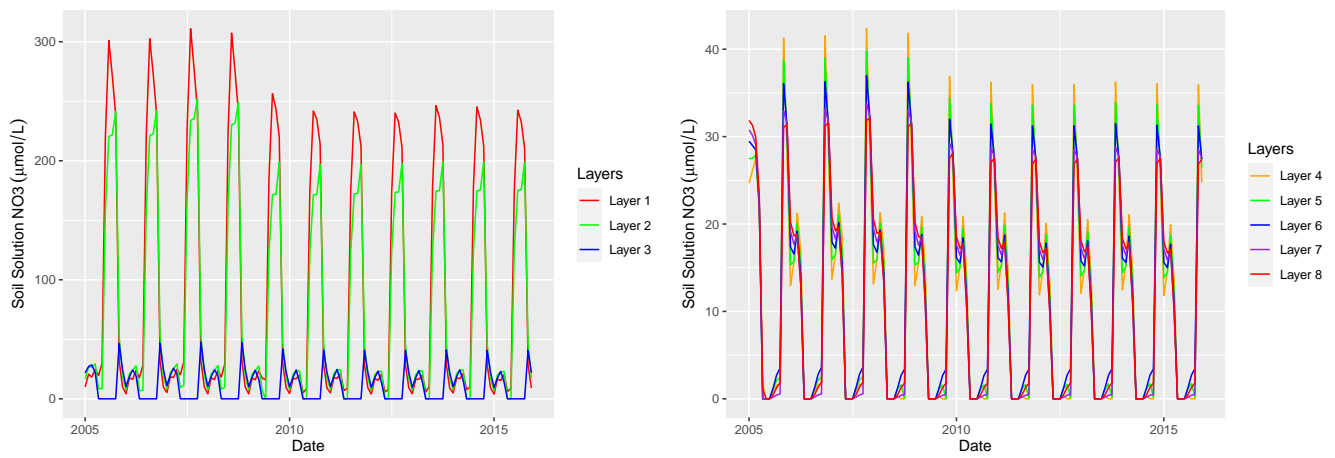 300
200
100
0
Soil Solution NO3 (μmol/L)
2005
2010
2015
Date
Layers
Layer 1
Layer 2
Layer 3
40
30
20
10
0
Soil Solution NO3 (μmol/L)
2005
2010
2015
Date
Layers
Layer 4
Layer 5
Layer 6
Layer 7
Layer 8